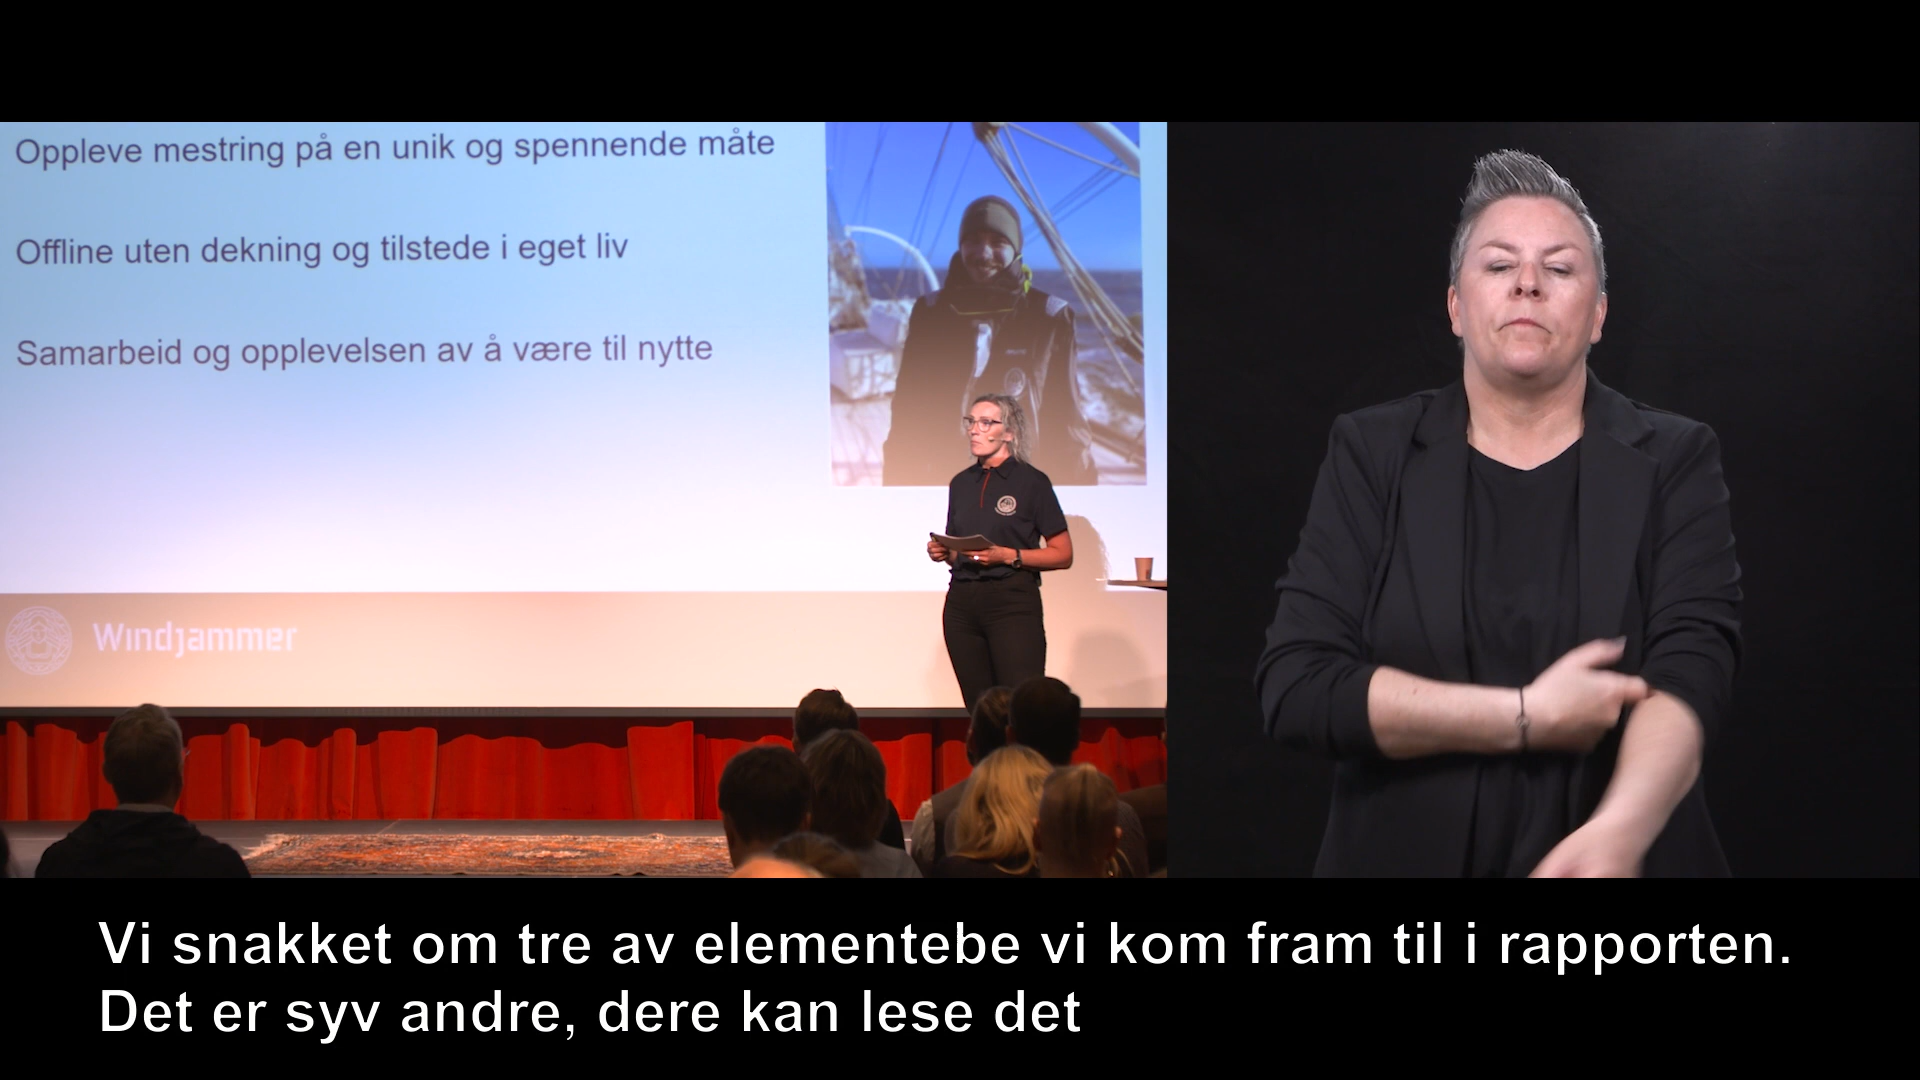 Oppleve mestring på en unik og spennende måte
Offline uten dekning og tilstede i eget liv
Samarbeid og opplevelsen av å være til nytte
Windjammer
Vi snakket om tre av elementebe vi kom fram til i rapporten.
Det er syv andre, dere kan lese det